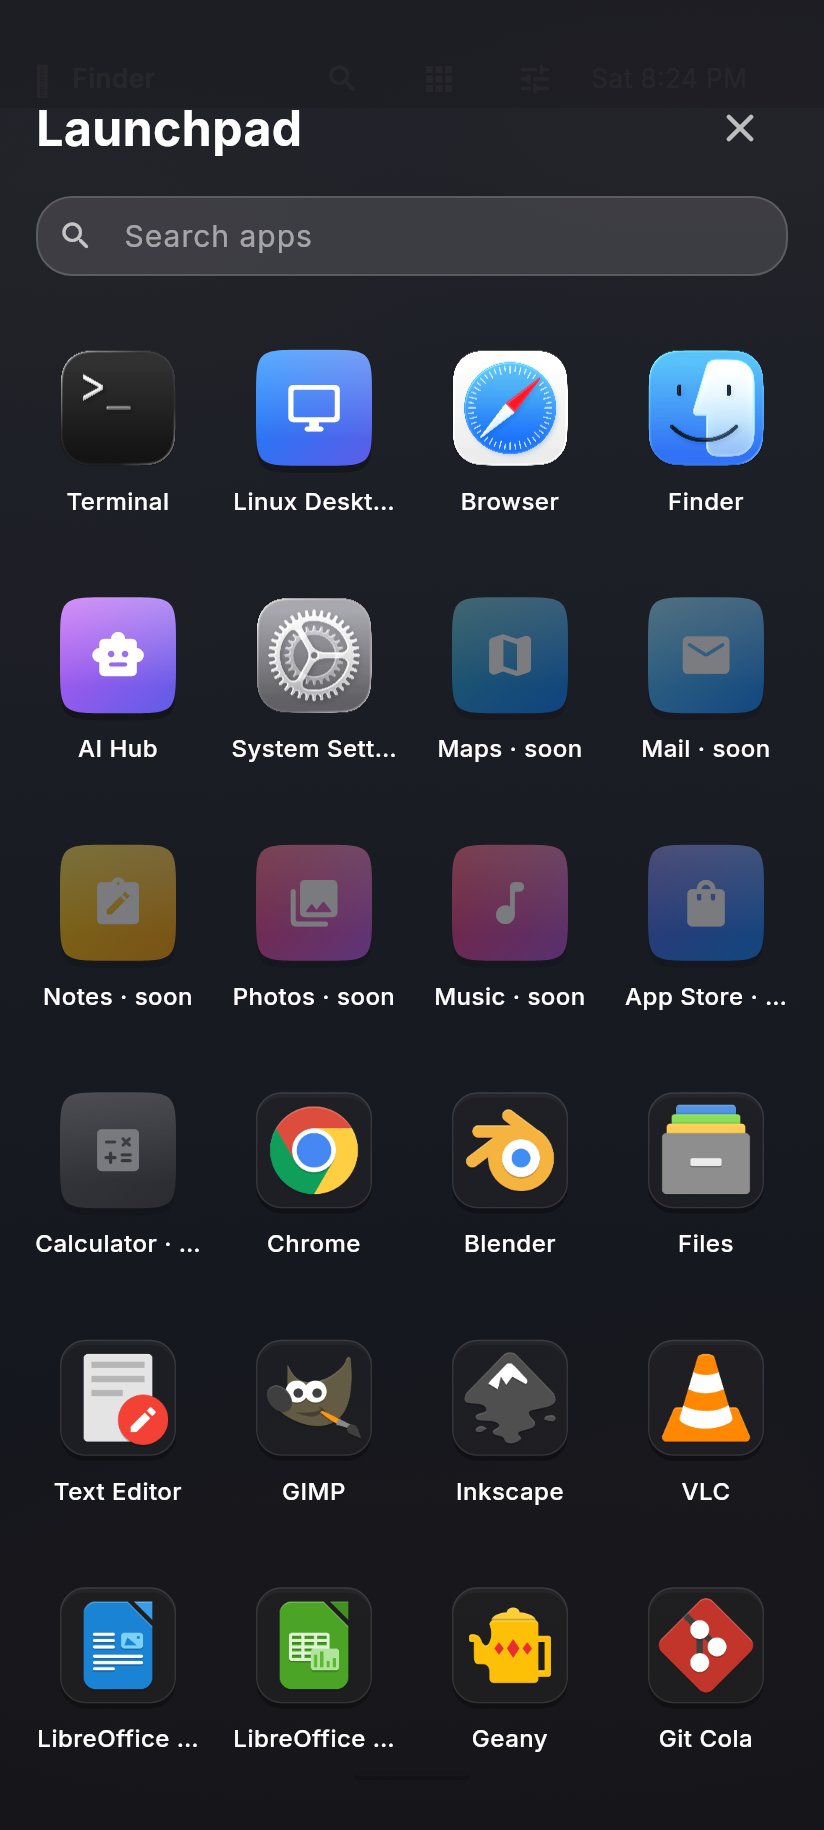 Finder Sat 8:24 PM
Launchpad
Search apps
>_
Terminal Linux Deskt... Browser Finder
AI Hub System Sett... Maps · soon Mail · soon
Notes · soon Photos · soon Music · soon App Store · ...
Calculator · ... Chrome Blender Files
Text Editor GIMP Inkscape VLC
LibreOffice ... LibreOffice ... Geany Git Cola